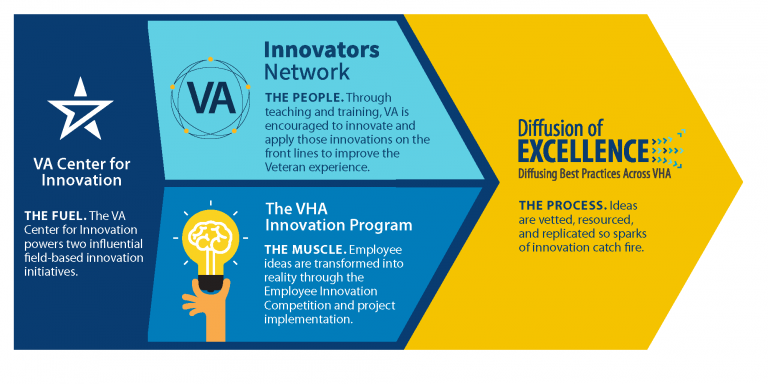 VA Center for
Innovation
THE FUEL. The VA
Center for Innovation
powers two influential
field-based innovation
initiatives.
VA
Innovators
Network
THE PEOPLE. Through
teaching and training, VA is
encouraged to innovate and
apply those innovations on the
front lines to improve the
Veteran experience.
The VHA
Innovation Program
THE MUSCLE. Employee
ideas are transformed into
reality through the
Employee Innovation
Competition and project
implementation.
Diffusion of
EXCELLENCE
Diffusing Best Practices Across VHA
THE PROCESS. Ideas
are vetted, resourced,
and replicated so sparks
of innovation catch fire.